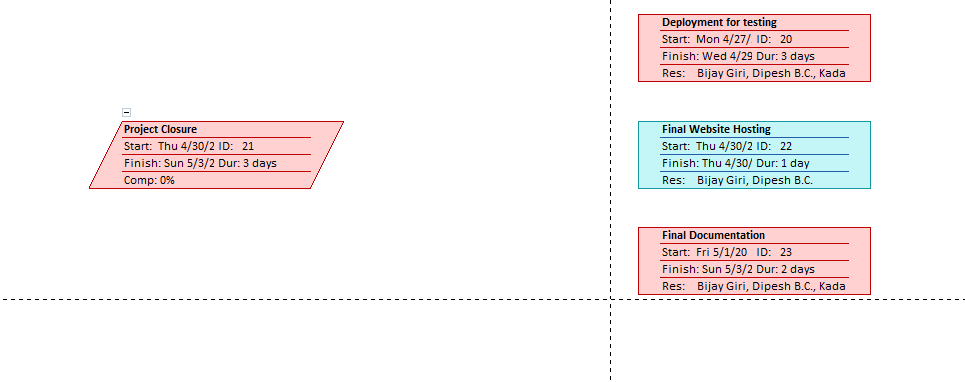 Deployment for testing
Start: Mon 4/27/ ID: 20
Finish: Wed 4/29 Dur: 3 days
Res: Bijay Giri, Dipesh B.C., Kada
Project Closure
Start: Thu 4/30/2 ID: 21
Finish: Sun 5/3/2 Dur: 3 days
Comp: 0%
Final Website Hosting
Start: Thu 4/30/2 ID: 22
Finish: Thu 4/30/ Dur: 1 day
Res: Bijay Giri, Dipesh B.C.
Final Documentation
Start: Fri 5/1/20 ID: 23
Finish: Sun 5/3/2 Dur: 2 days
Res: Bijay Giri, Dipesh B.C., Kada